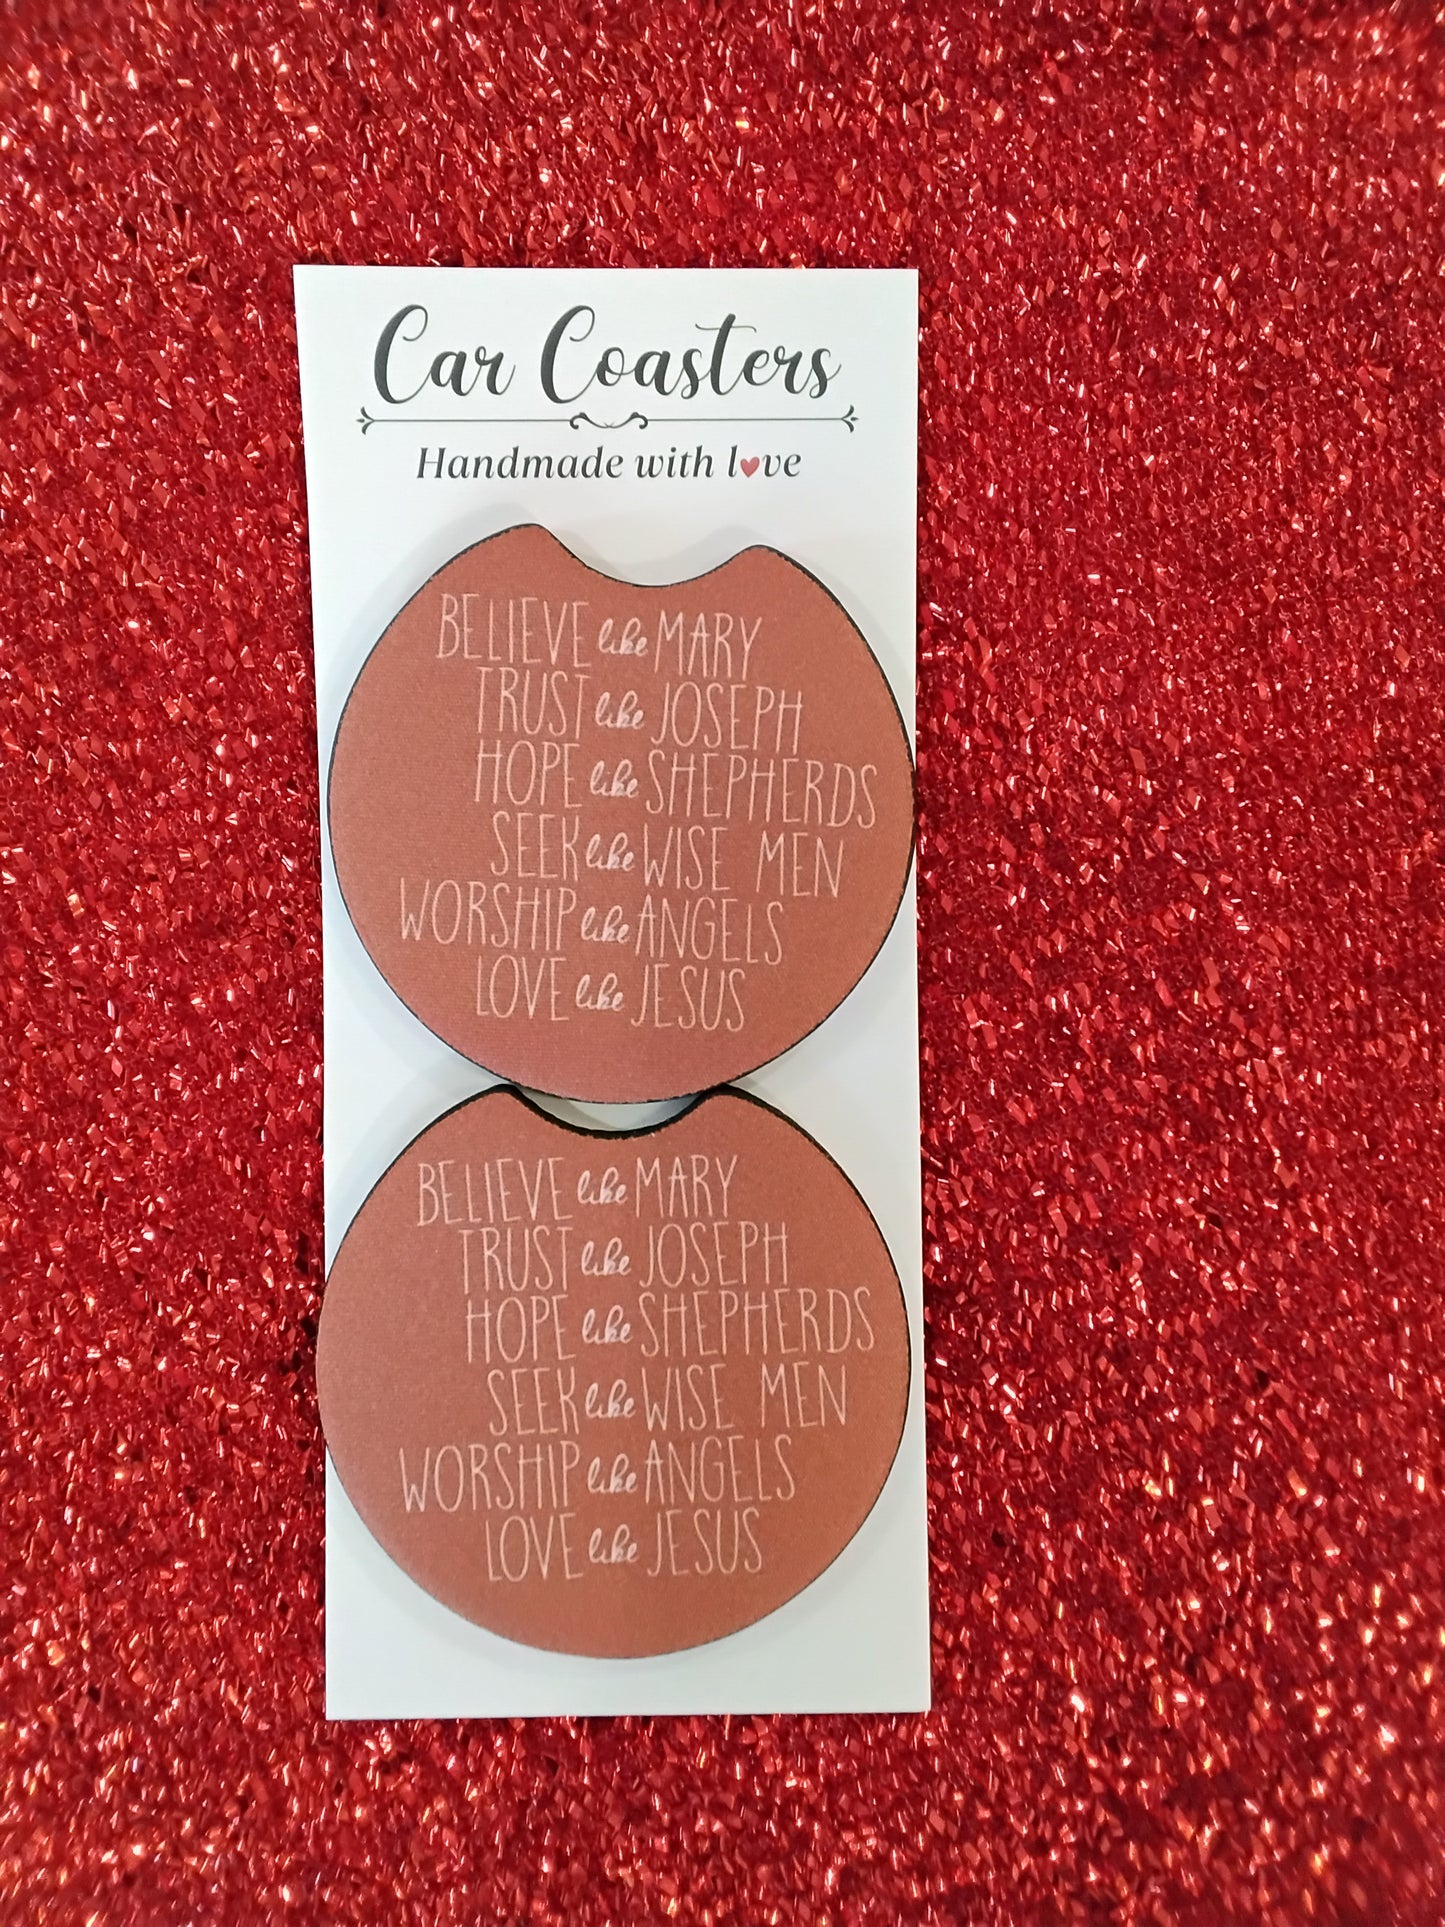 Car Coasters
Handmade with love
BELIEVE like MARY
TRUST like JOSEPH
HOPE like SHEPHERDS
SEEK like WISE MEN
WORSHIP like ANGELS
LOVE like JESUS
BELIEVE like MARY
TRUST like JOSEPH
HOPE like SHEPHERDS
SEEK like WISE MEN
WORSHIP like ANGELS
LOVE like JESUS